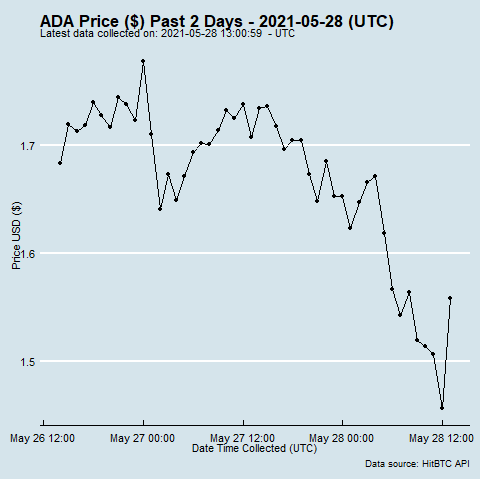 ADA Price ($) Past 2 Days - 2021-05-28 (UTC)
Latest data collected on: 2021-05-28 13:00:59  - UTC
1.7
1.6
1.5
Price USD ($)
May 26 12:00
May 27 00:00
May 27 12:00
May 28 00:00
May 28 12:00
Date Time Collected (UTC)
Data source: HitBTC API